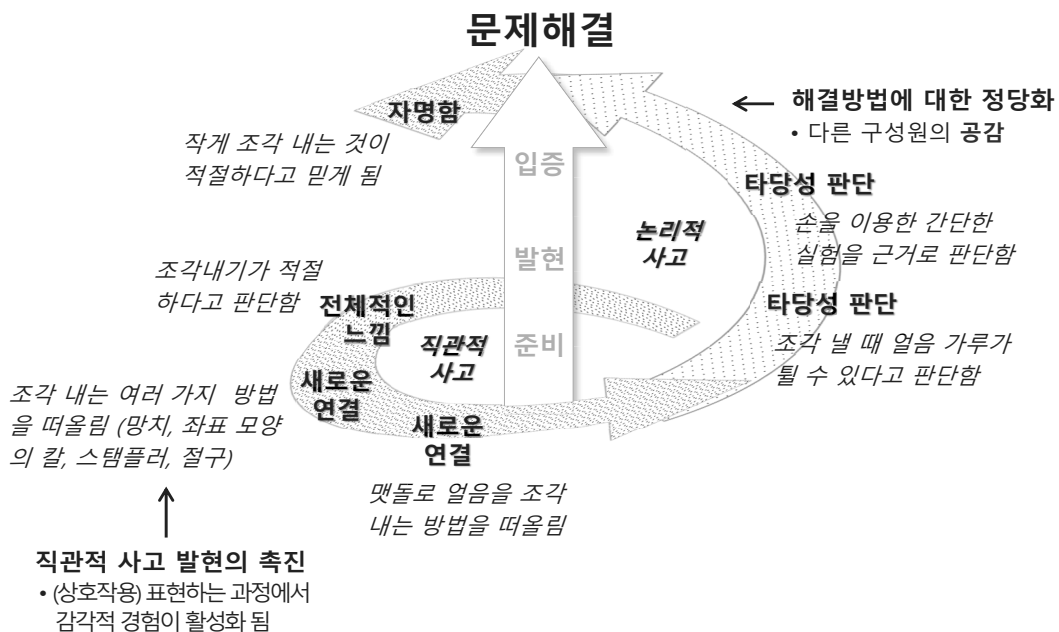 문제해결
자명함
작게 조각 내는 것이
적절하다고 믿게 됨
해결방법에 대한 정당화
• 다른 구성원의 공감
입증
타당성 판단
손을 이용한 간단한
실험을 근거로 판단함
논리적
사고
발현
조각내기가 적절
하다고 판단함
전체적인
느낌
타당성 판단
조각 낼 때 얼음 가루가
튈 수 있다고 판단함
직관적
사고
준비
새로운
연결
조각 내는 여러 가지 방법
을 떠올림 (망치, 좌표 모양
의 칼, 스탬플러, 절구)
새로운
연결
맷돌로 얼음을 조각
내는 방법을 떠올림
직관적 사고 발현의 촉진
• (상호작용) 표현하는 과정에서
감각적 경험이 활성화 됨